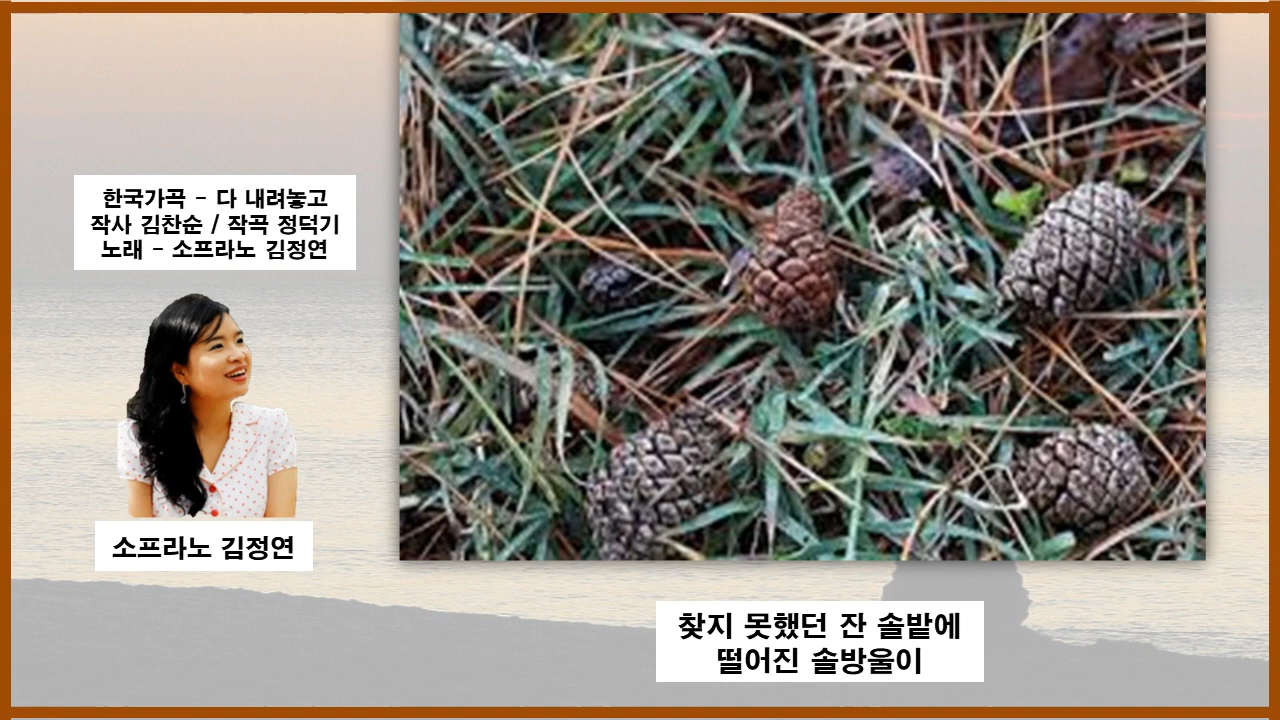 한국가곡 - 다 내려놓고
작사 김찬순 / 작곡 정덕기
노래 - 소프라노 김정연
소프라노 김정연
찾지 못했던 잔 솔밭에
떨어진 솔방울이